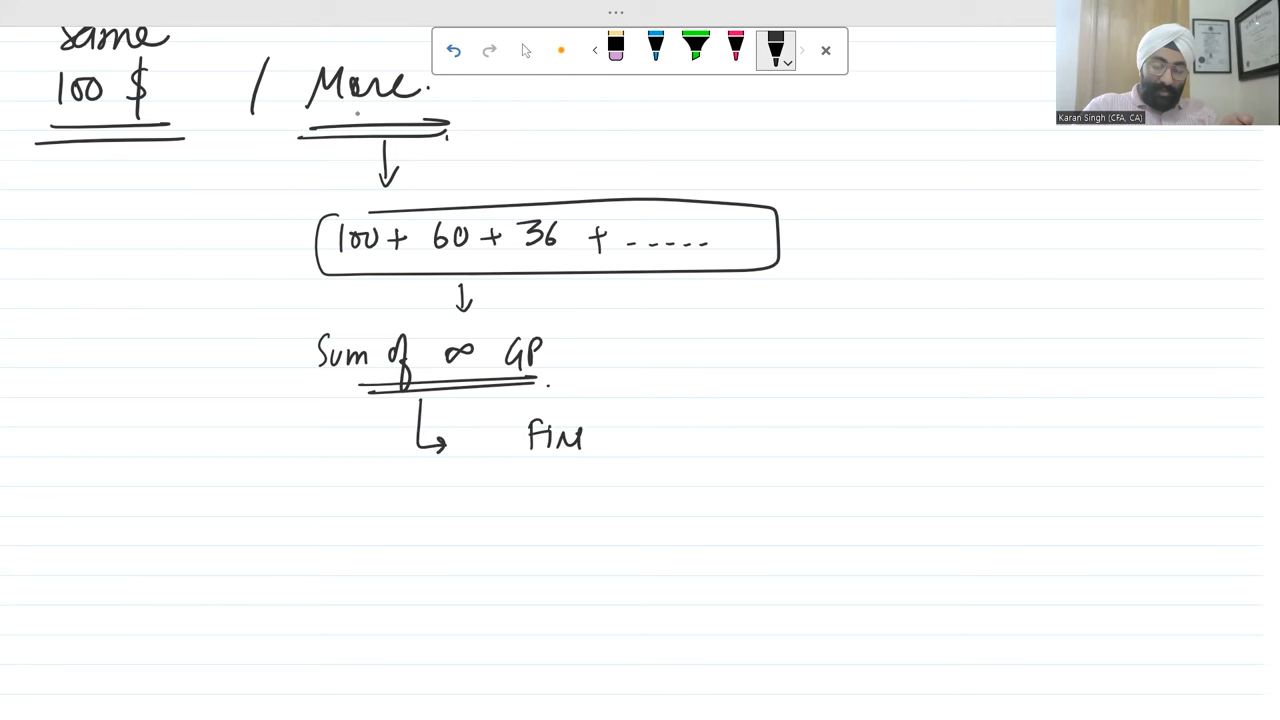 same
100 $ / More.
Karan Singh (CFA, CA)
100 + 60 + 36 + -----
Sum of ∞ GP
Fin